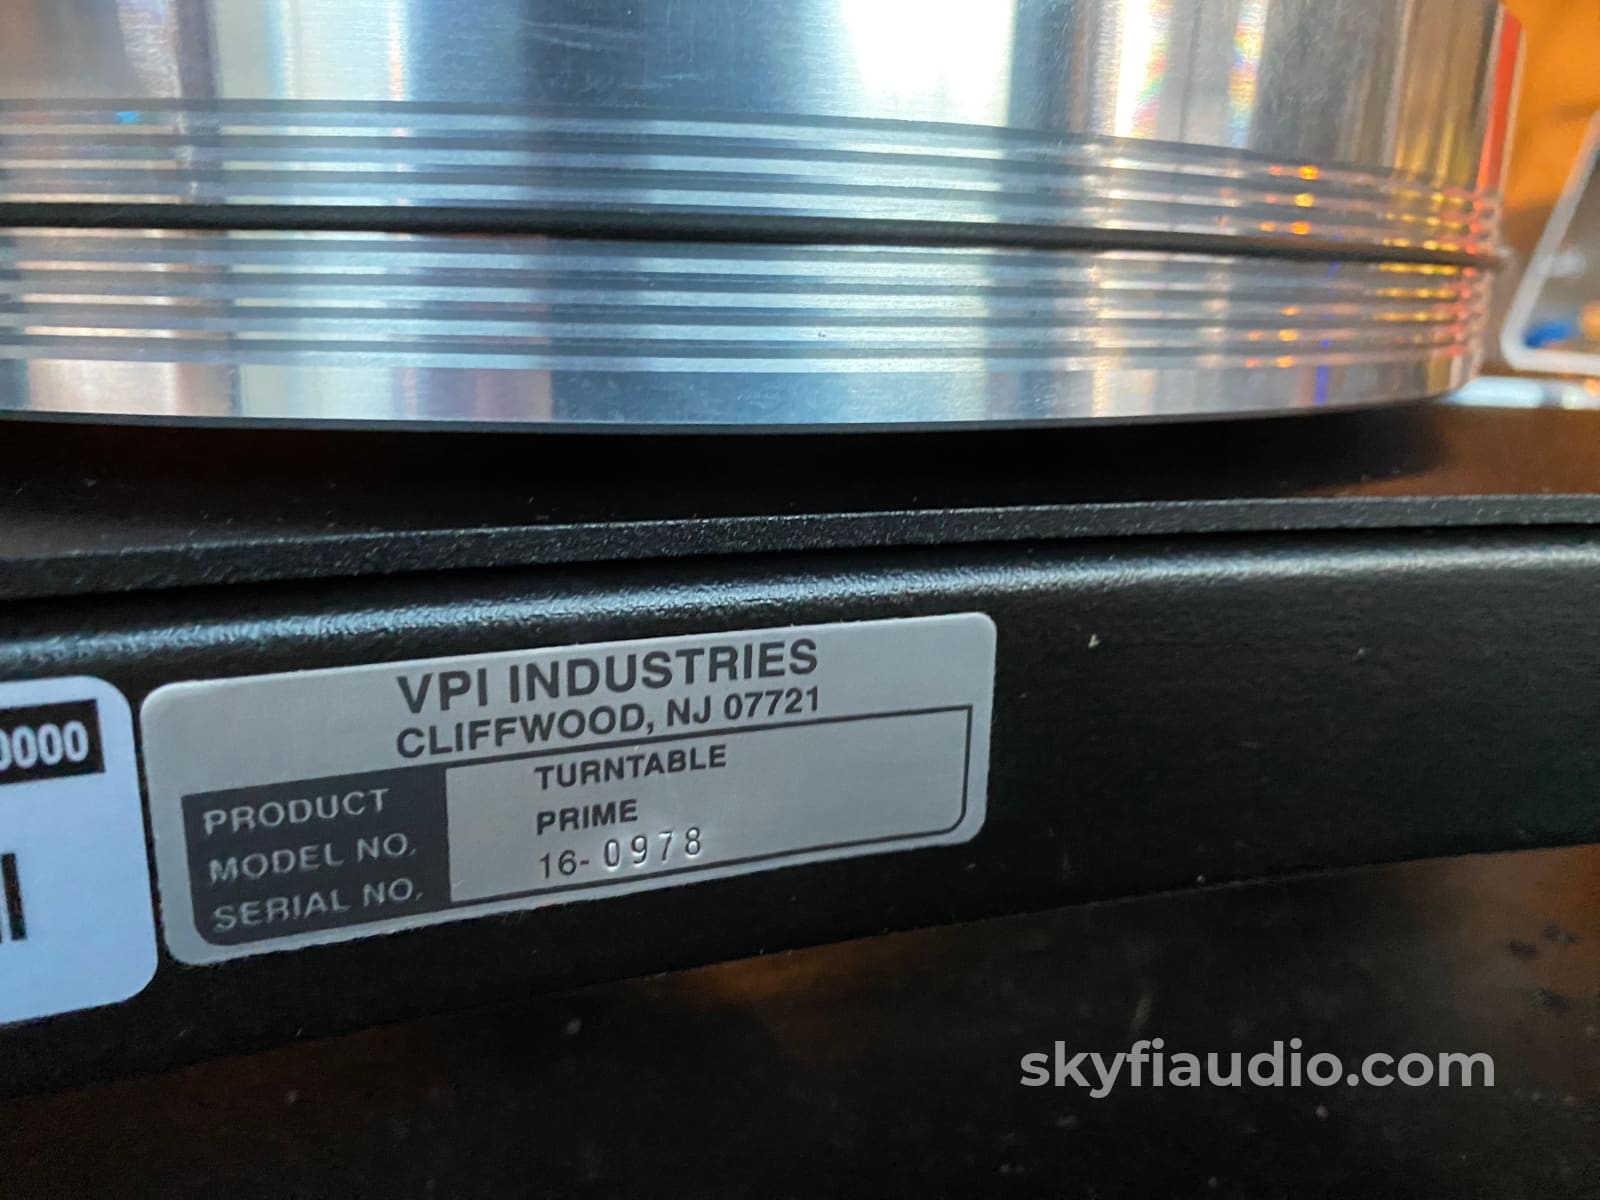 VPI INDUSTRIES
CLIFFWOOD, NJ 07721
PRODUCT TURNTABLE
MODEL NO. PRIME
SERIAL NO. 16-0978
0000
skyfiaudio.com